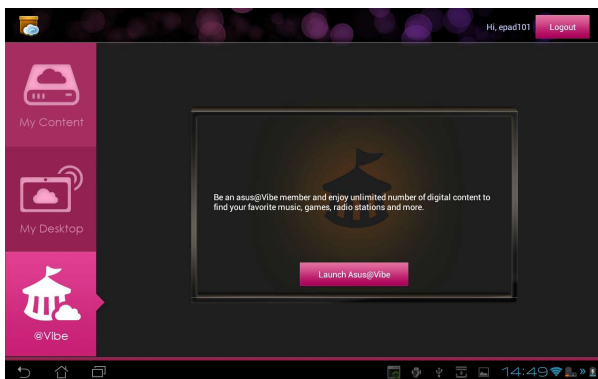 Hi, epad101
Logout
My Content
My Desktop
@Vibe
Be an asus@Vibe member and enjoy unlimited number of digital content to
find your favorite music, games, radio stations and more.
Launch Asus@Vibe
14:49